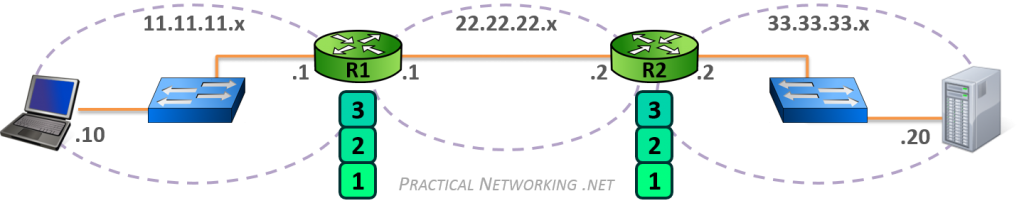 11.11.11.x 22.22.22.x 33.33.33.x
.1 R1 .1 .2 R2 .2
.10 .20
3 3
2 2
1 1
PRACTICAL NETWORKING .NET